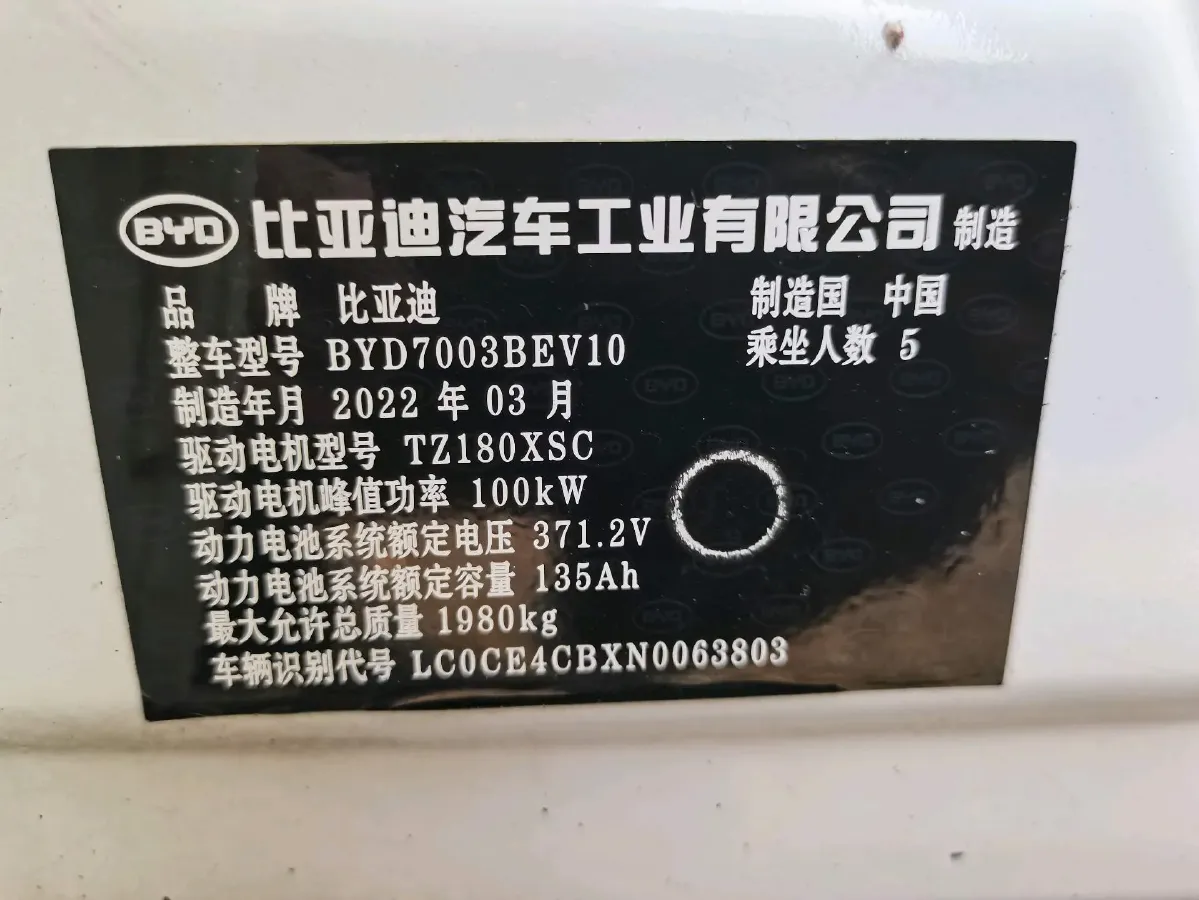 BYD 比亚迪汽车工业有限公司 制造
品 牌 比亚迪 制造国 中国
整车型号 BYD7003BEV10 乘坐人数 5
制造年月 2022 年 03 月
驱动电机型号 TZ180XSC
驱动电机峰值功率 100kW
动力电池系统额定电压 371.2V
动力电池系统额定容量 135Ah
最大允许总质量 1980kg
车辆识别代号 LC0CE4CBXN0063803